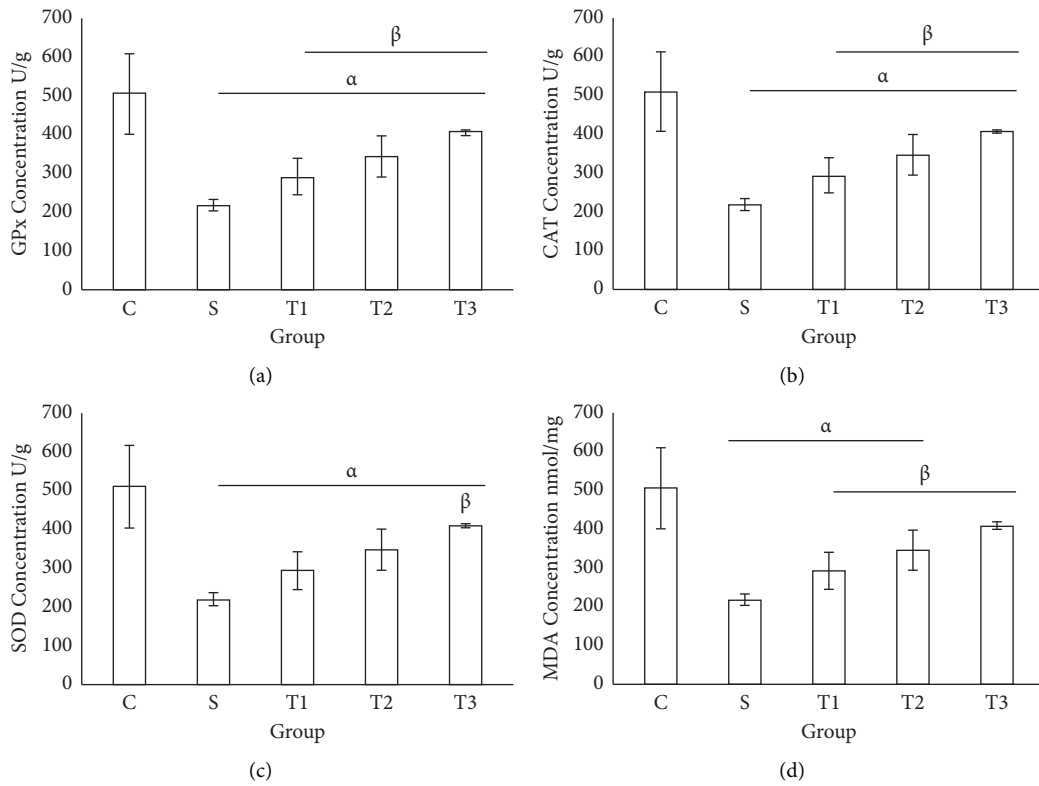 GPx Concentration U/g
700
600
500
400
300
200
100
0
β
α
C S T1 T2 T3
Group
(a)
CAT Concentration U/g
700
600
500
400
300
200
100
0
β
α
C S T1 T2 T3
Group
(b)
SOD Concentration U/g
700
600
500
400
300
200
100
0
α
β
C S T1 T2 T3
Group
(c)
MDA Concentration nmol/mg
700
600
500
400
300
200
100
0
α
β
C S T1 T2 T3
Group
(d)